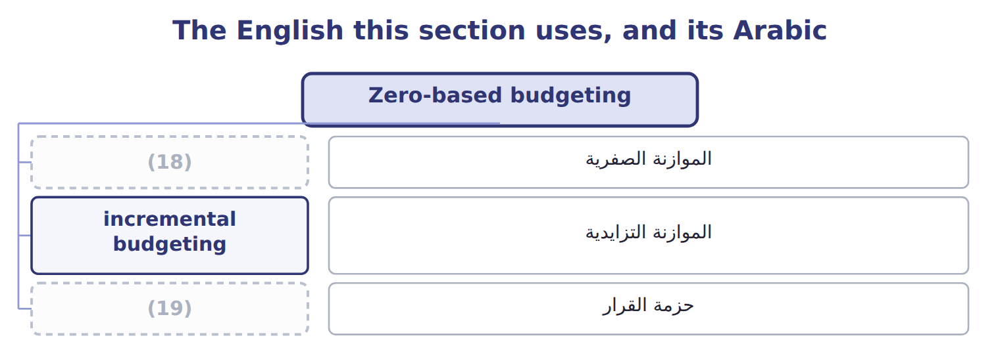 The English this section uses, and its Arabic
Zero-based budgeting
(18)
الموازنة الصفرية
incremental
budgeting
الموازنة التزايدية
(19)
حزمة القرار